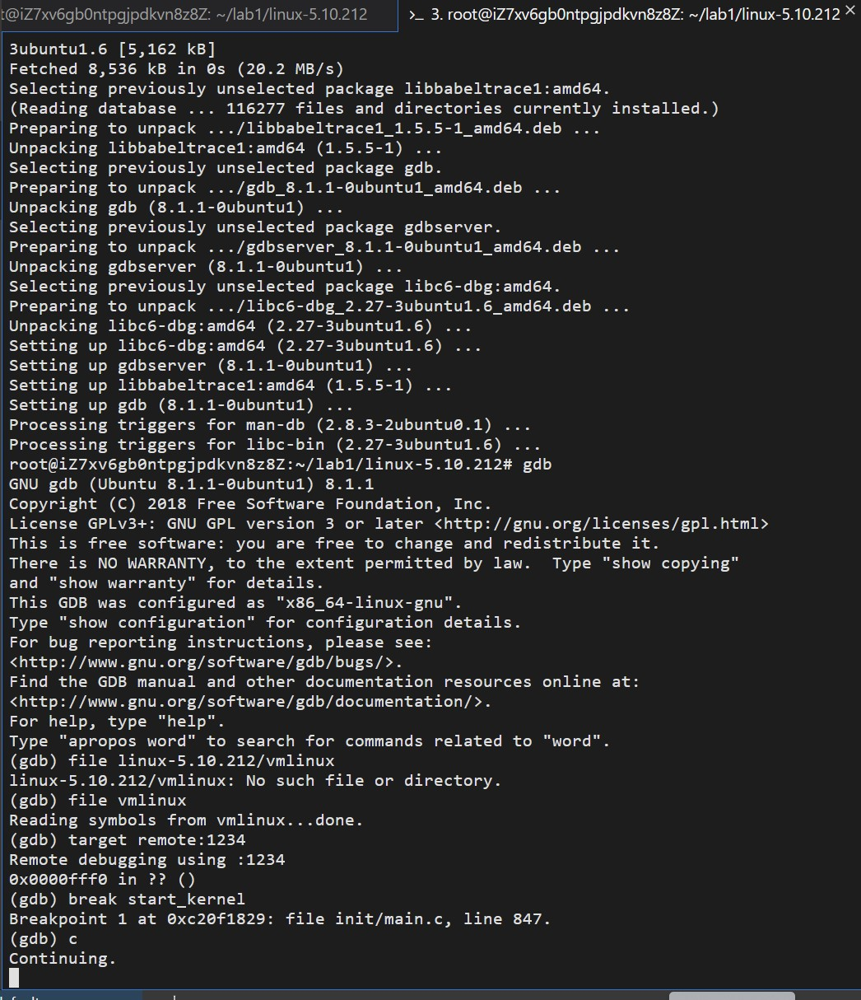 t@iZ7xv6gb0ntpgjpdkvn8z8Z: ~/lab1/linux-5.10.212
>_ 3. root@iZ7xv6gb0ntpgjpdkvn8z8Z: ~/lab1/linux-5.10.212 ×
3ubuntu1.6 [5,162 kB]
Fetched 8,536 kB in 0s (20.2 MB/s)
Selecting previously unselected package libbabeltrace1:amd64.
(Reading database ... 116277 files and directories currently installed.)
Preparing to unpack .../libbabeltrace1_1.5.5-1_amd64.deb ...
Unpacking libbabeltrace1:amd64 (1.5.5-1) ...
Selecting previously unselected package gdb.
Preparing to unpack .../gdb_8.1.1-0ubuntu1_amd64.deb ...
Unpacking gdb (8.1.1-0ubuntu1) ...
Selecting previously unselected package gdbserver.
Preparing to unpack .../gdbserver_8.1.1-0ubuntu1_amd64.deb ...
Unpacking gdbserver (8.1.1-0ubuntu1) ...
Selecting previously unselected package libc6-dbg:amd64.
Preparing to unpack .../libc6-dbg_2.27-3ubuntu1.6_amd64.deb ...
Unpacking libc6-dbg:amd64 (2.27-3ubuntu1.6) ...
Setting up libc6-dbg:amd64 (2.27-3ubuntu1.6) ...
Setting up gdbserver (8.1.1-0ubuntu1) ...
Setting up libbabeltrace1:amd64 (1.5.5-1) ...
Setting up gdb (8.1.1-0ubuntu1) ...
Processing triggers for man-db (2.8.3-2ubuntu0.1) ...
Processing triggers for libc-bin (2.27-3ubuntu1.6) ...
root@iZ7xv6gb0ntpgjpdkvn8z8Z:~/lab1/linux-5.10.212# gdb
GNU gdb (Ubuntu 8.1.1-0ubuntu1) 8.1.1
Copyright (C) 2018 Free Software Foundation, Inc.
License GPLv3+: GNU GPL version 3 or later <http://gnu.org/licenses/gpl.html>
This is free software: you are free to change and redistribute it.
There is NO WARRANTY, to the extent permitted by law.  Type "show copying"
and "show warranty" for details.
This GDB was configured as "x86_64-linux-gnu".
Type "show configuration" for configuration details.
For bug reporting instructions, please see:
<http://www.gnu.org/software/gdb/bugs/>.
Find the GDB manual and other documentation resources online at:
<http://www.gnu.org/software/gdb/documentation/>.
For help, type "help".
Type "apropos word" to search for commands related to "word".
(gdb) file linux-5.10.212/vmlinux
linux-5.10.212/vmlinux: No such file or directory.
(gdb) file vmlinux
Reading symbols from vmlinux...done.
(gdb) target remote:1234
Remote debugging using :1234
0x0000fff0 in ?? ()
(gdb) break start_kernel
Breakpoint 1 at 0xc20f1829: file init/main.c, line 847.
(gdb) c
Continuing.